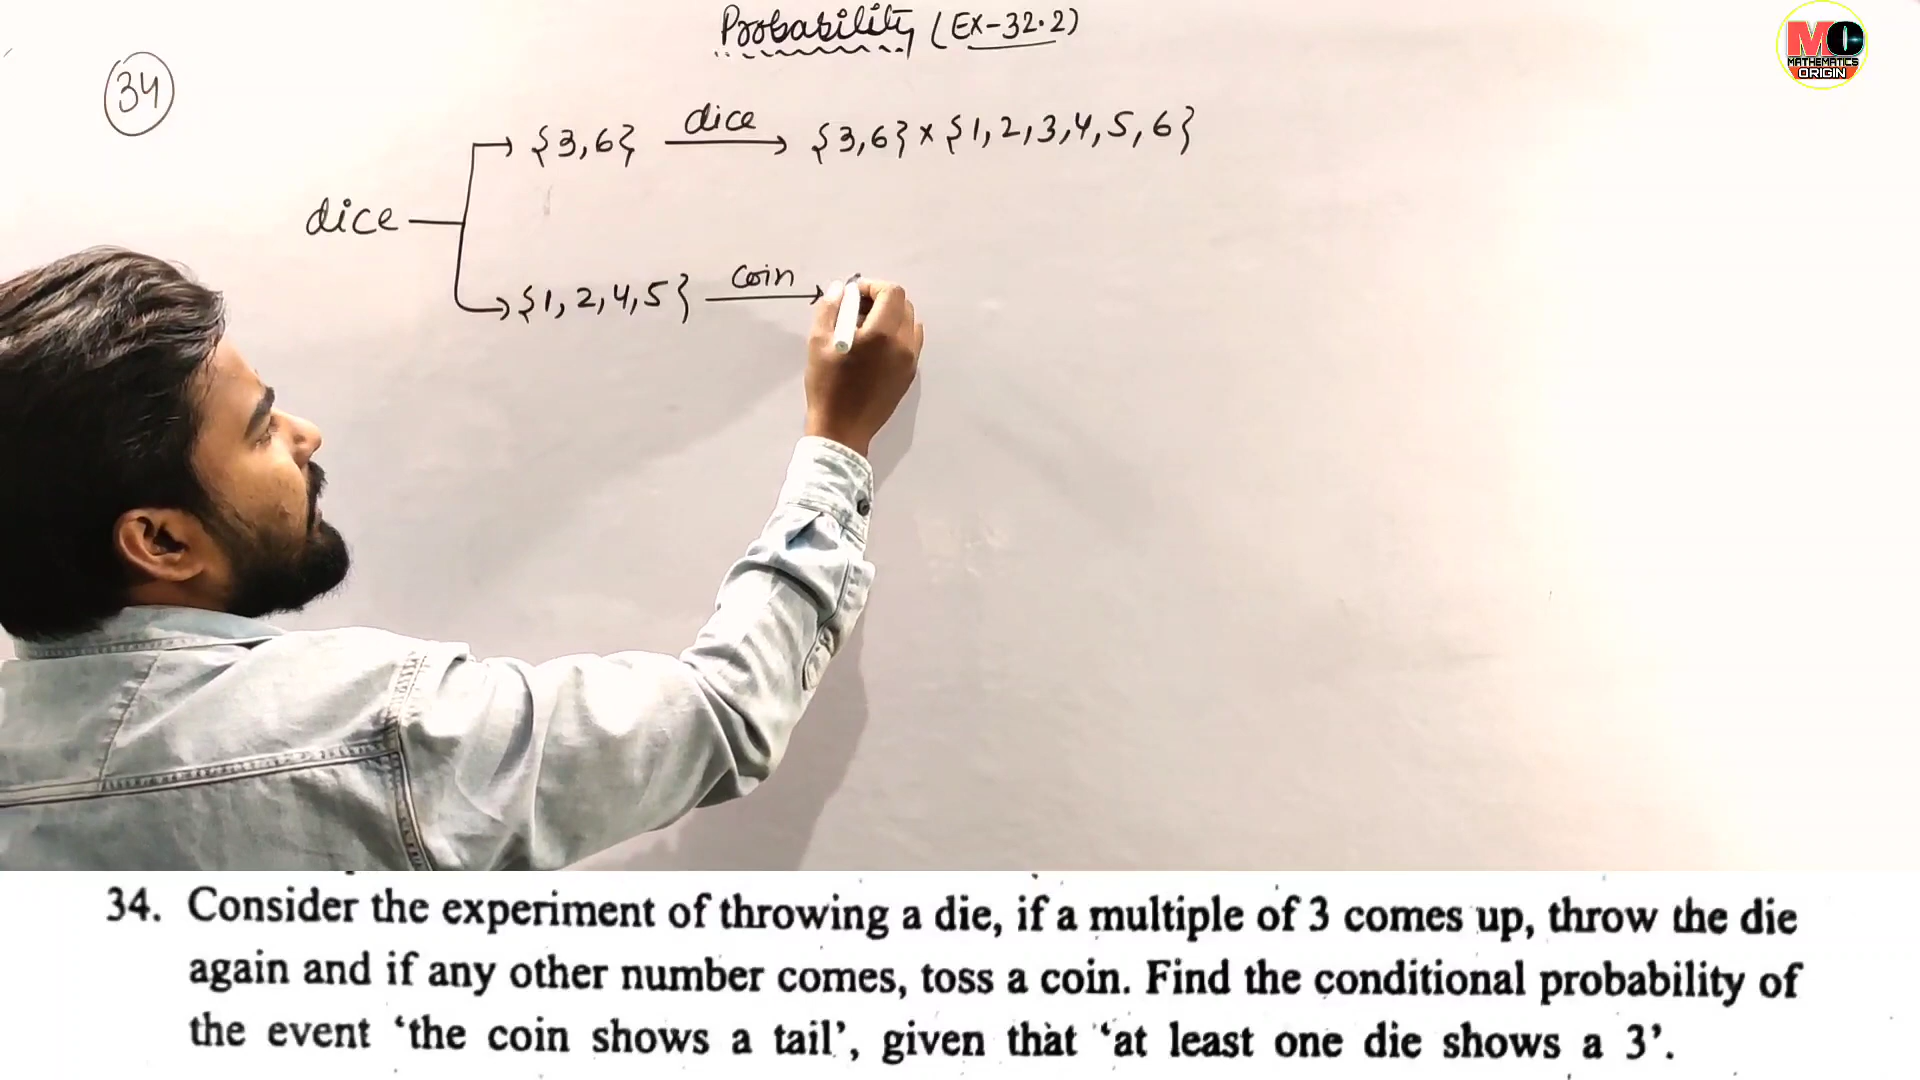 Probability (EX-32.2)
MO
MATHEMATICS
ORIGIN
34
dice
{3,6} dice → {3,6} × {1,2,3,4,5,6}
dice
{1,2,4,5} coin →
34. Consider the experiment of throwing a die, if a multiple of 3 comes up, throw the die
again and if any other number comes, toss a coin. Find the conditional probability of
the event ‘the coin shows a tail’, given that ‘at least one die shows a 3’.